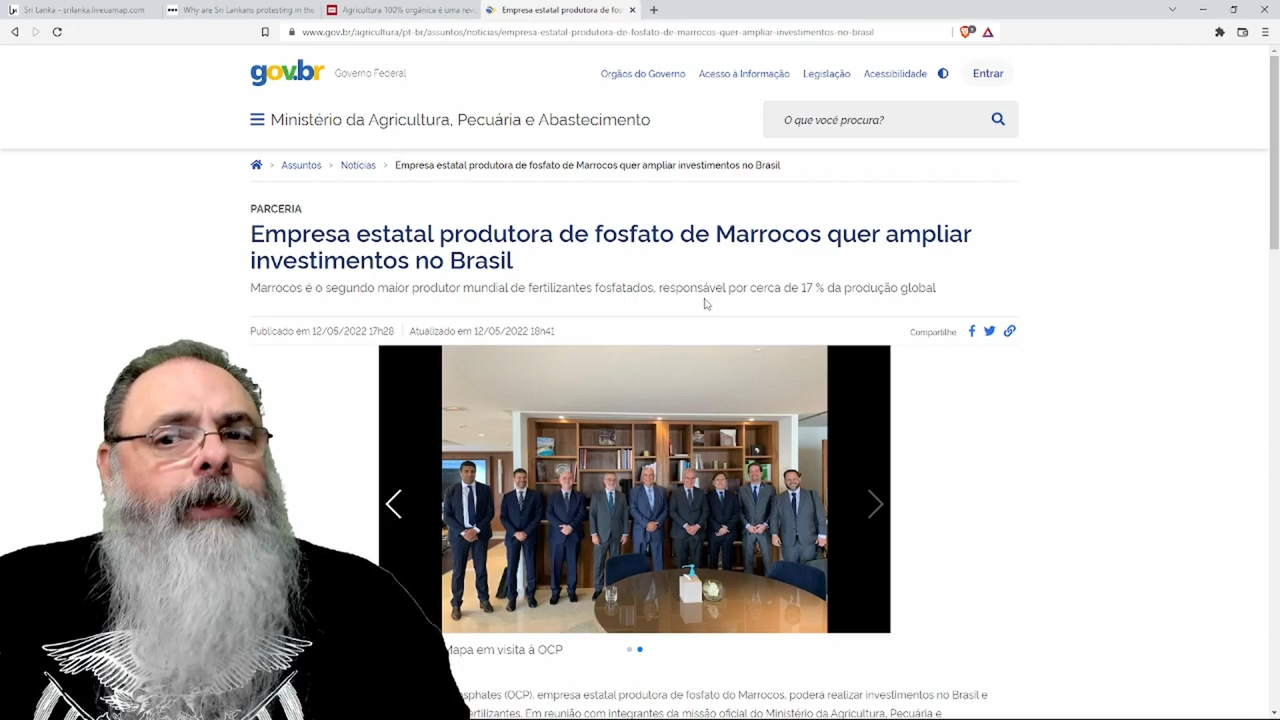 Sri Lanka - srilanka.liveuamap.com
Why are Sri Lankans protesting in the
Agricultura 100% orgânica é uma revo
Empresa estatal produtora de fos
www.gov.br/agricultura/pt-br/assuntos/noticias/empresa-estatal-produtora-de-fosfato-de-marrocos-quer-ampliar-investimentos-no-brasil
gov.br Governo Federal
Órgãos do Governo Acesso à Informação Legislação Acessibilidade Entrar
Ministério da Agricultura, Pecuária e Abastecimento
O que você procura?
Assuntos > Notícias > Empresa estatal produtora de fosfato de Marrocos quer ampliar investimentos no Brasil
PARCERIA
Empresa estatal produtora de fosfato de Marrocos quer ampliar
investimentos no Brasil
Marrocos é o segundo maior produtor mundial de fertilizantes fosfatados, responsável por cerca de 17 % da produção global
Publicado em 12/05/2022 17h28 Atualizado em 12/05/2022 18h41
Compartilhe:
Mapa em visita à OCP
sphates (OCP), empresa estatal produtora de fosfato do Marrocos, poderá realizar investimentos no Brasil e
ertilizantes. Em reunião com integrantes da missão oficial do Ministério da Agricultura, Pecuária e